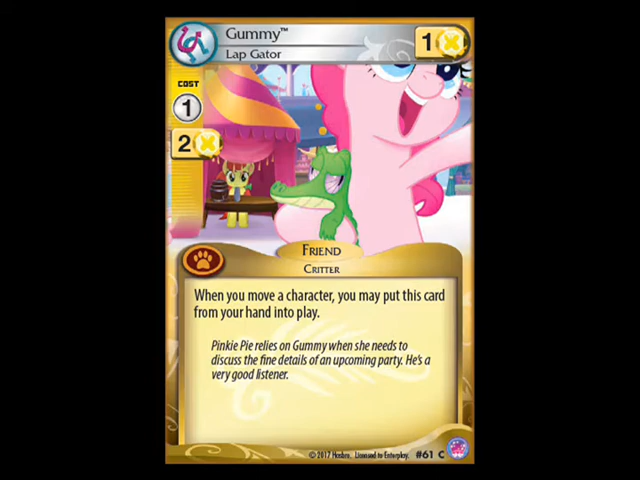 Gummy™
Lap Gator
1
COST
1
2
FRIEND
CRITTER
When you move a character, you may put this card
from your hand into play.
Pinkie Pie relies on Gummy when she needs to
discuss the fine details of an upcoming party. He's a
very good listener.
© 2017 Hasbro. Licensed to Enterplay. #61 C